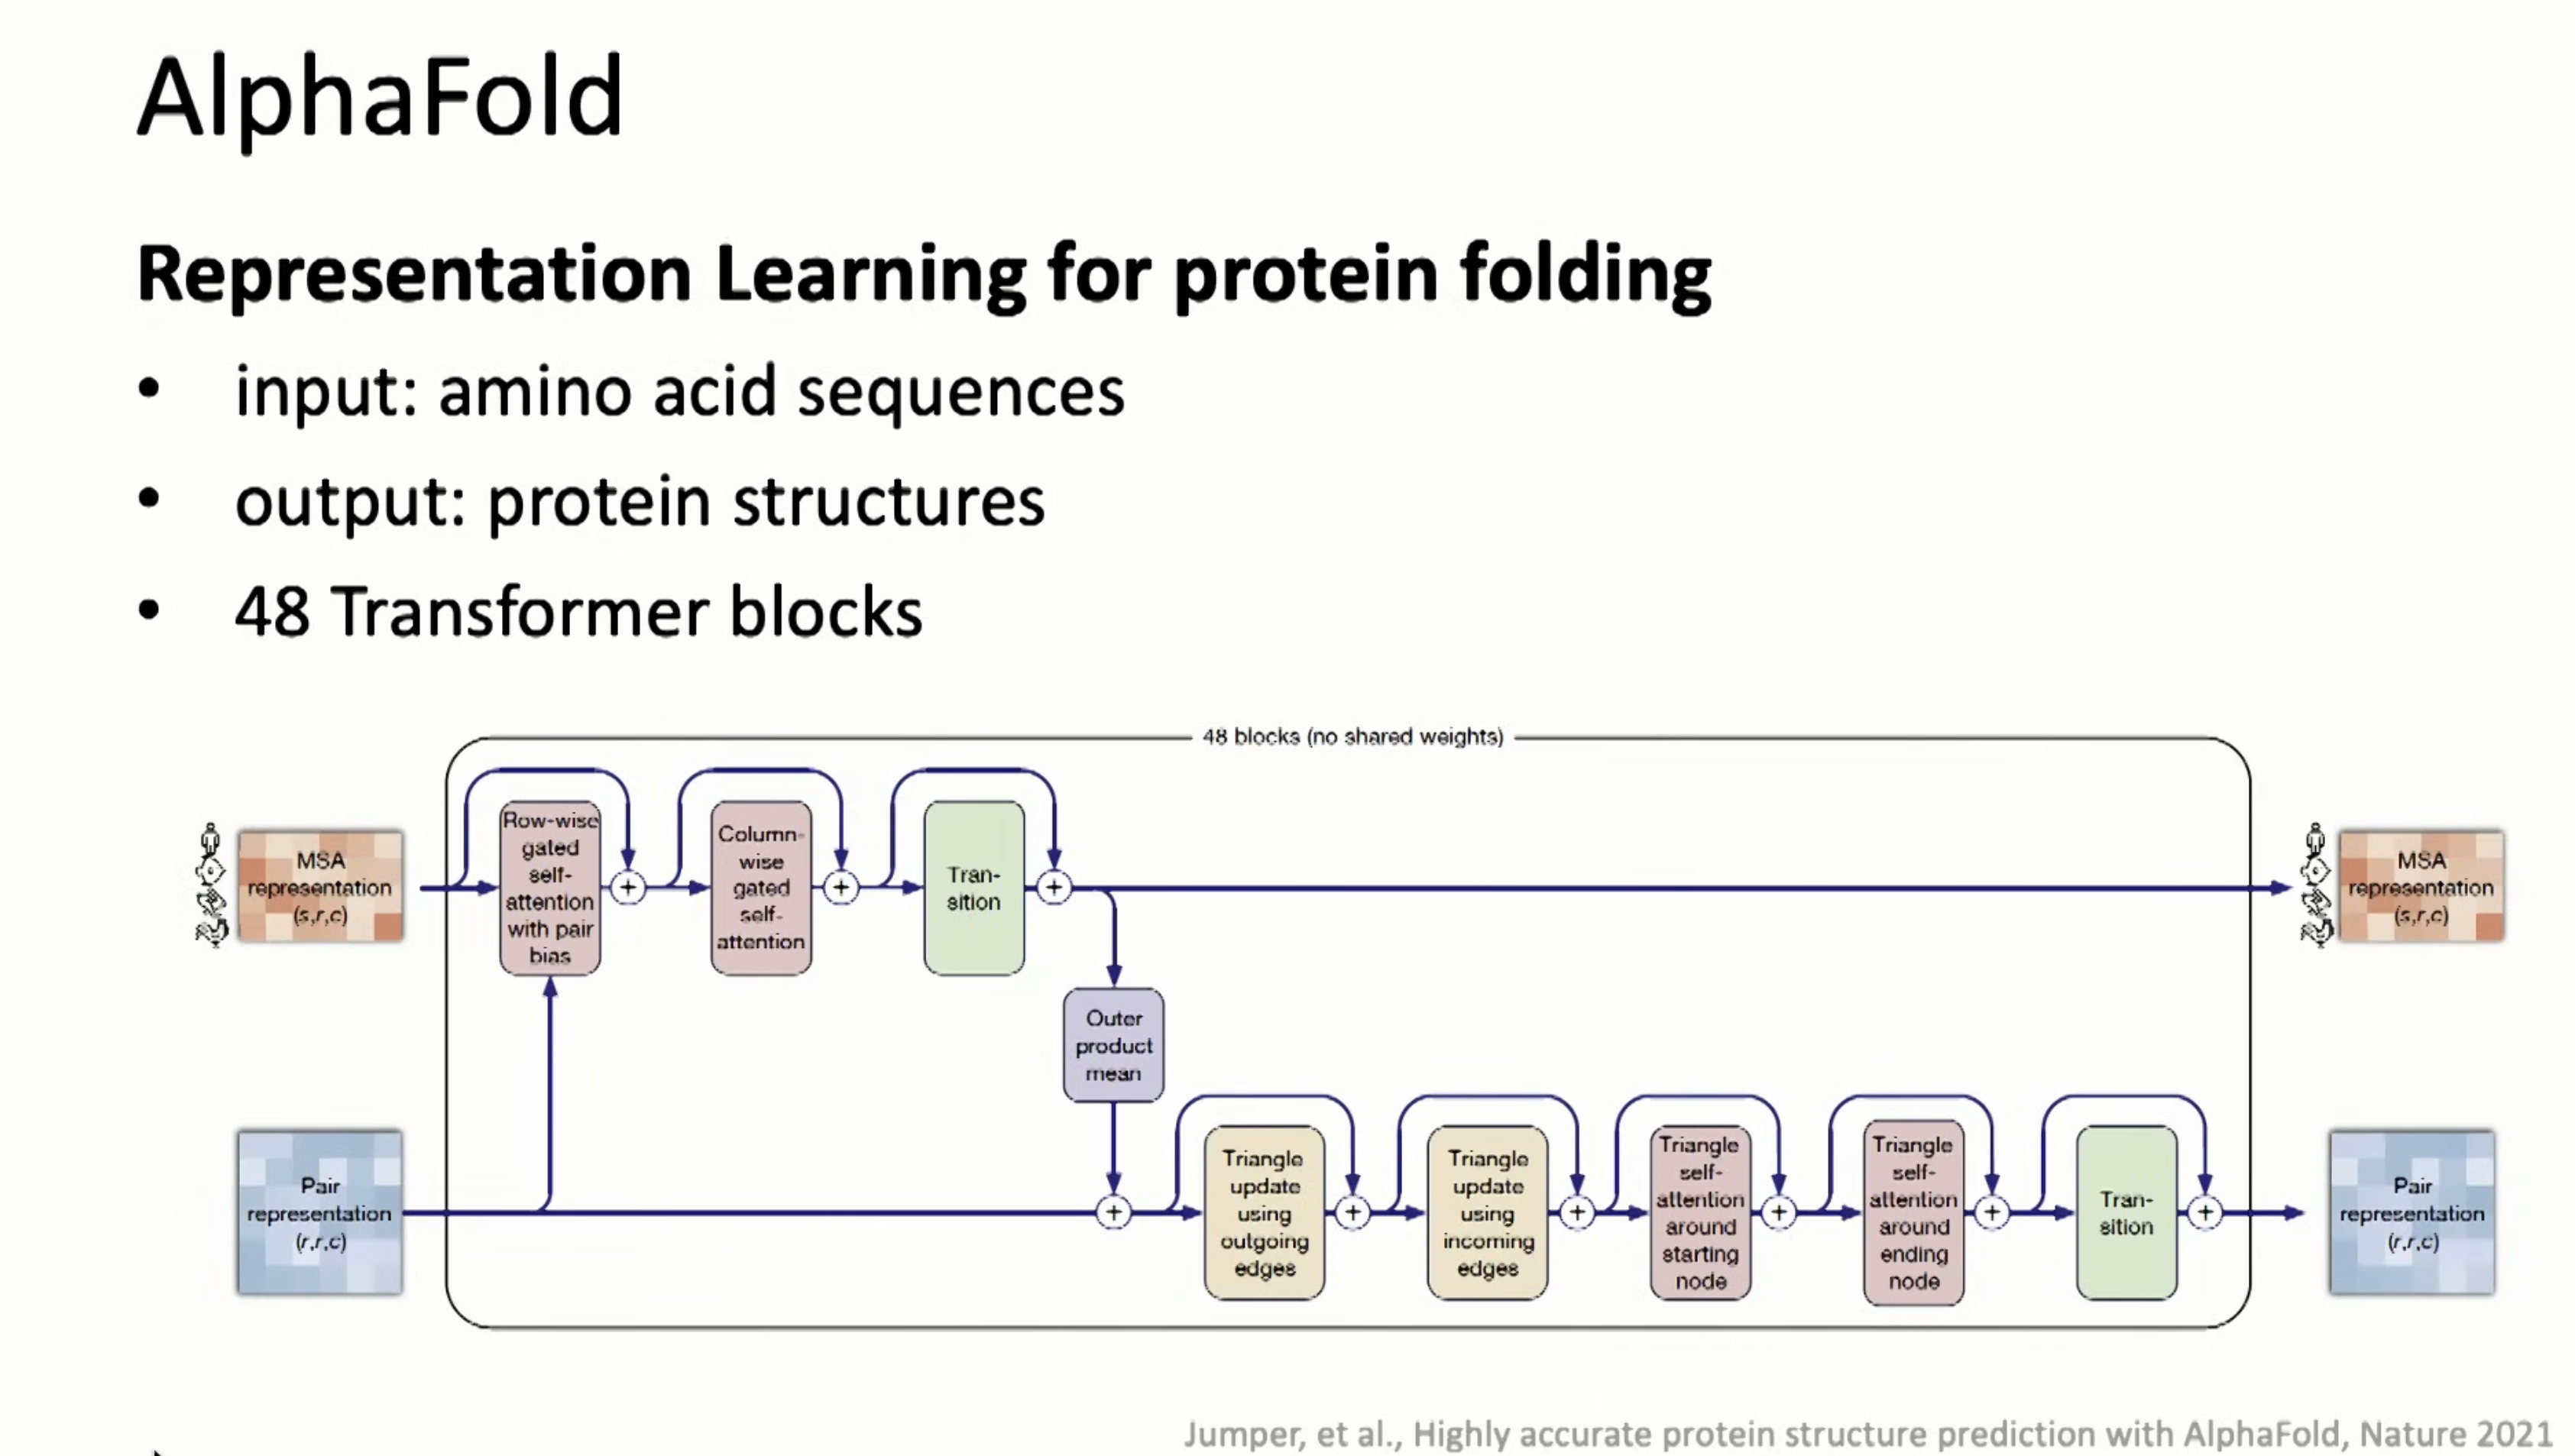 AlphaFold
Representation Learning for protein folding
• input: amino acid sequences
• output: protein structures
• 48 Transformer blocks
48 blocks (no shared weights)
MSA
representation
(s,r,c)
Row-wise
gated
self-
attention
with pair
bias
+
Column-
wise
gated
self-
attention
+
Tran-
sition
+
MSA
representation
(s,r,c)
Outer
product
mean
Pair
representation
(r,r,c)
+
Triangle
update
using
outgoing
edges
+
Triangle
update
using
incoming
edges
+
Triangle
self-
attention
around
starting
node
+
Triangle
self-
attention
around
ending
node
+
Tran-
sition
+
Pair
representation
(r,r,c)
Jumper, et al., Highly accurate protein structure prediction with AlphaFold, Nature 2021